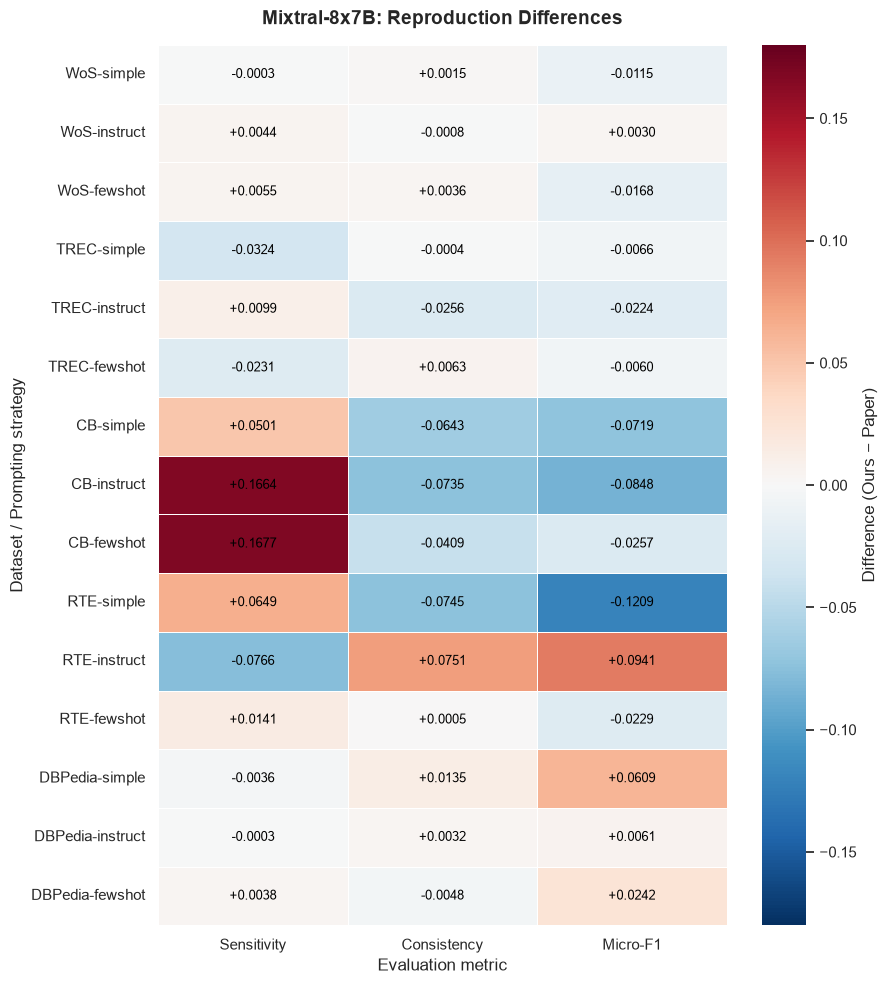 Mixtral-8x7B: Reproduction Differences
WoS-simple -0.0003 +0.0015 -0.0115
WoS-instruct +0.0044 -0.0008 +0.0030
WoS-fewshot +0.0055 +0.0036 -0.0168
TREC-simple -0.0324 -0.0004 -0.0066
TREC-instruct +0.0099 -0.0256 -0.0224
TREC-fewshot -0.0231 +0.0063 -0.0060
CB-simple +0.0501 -0.0643 -0.0719
CB-instruct +0.1664 -0.0735 -0.0848
CB-fewshot +0.1677 -0.0409 -0.0257
RTE-simple +0.0649 -0.0745 -0.1209
RTE-instruct -0.0766 +0.0751 +0.0941
RTE-fewshot +0.0141 +0.0005 -0.0229
DBPedia-simple -0.0036 +0.0135 +0.0609
DBPedia-instruct -0.0003 +0.0032 +0.0061
DBPedia-fewshot +0.0038 -0.0048 +0.0242
Sensitivity Consistency Micro-F1
Evaluation metric
Dataset / Prompting strategy
0.15
0.10
0.05
0.00
−0.05
−0.10
−0.15
Difference (Ours − Paper)